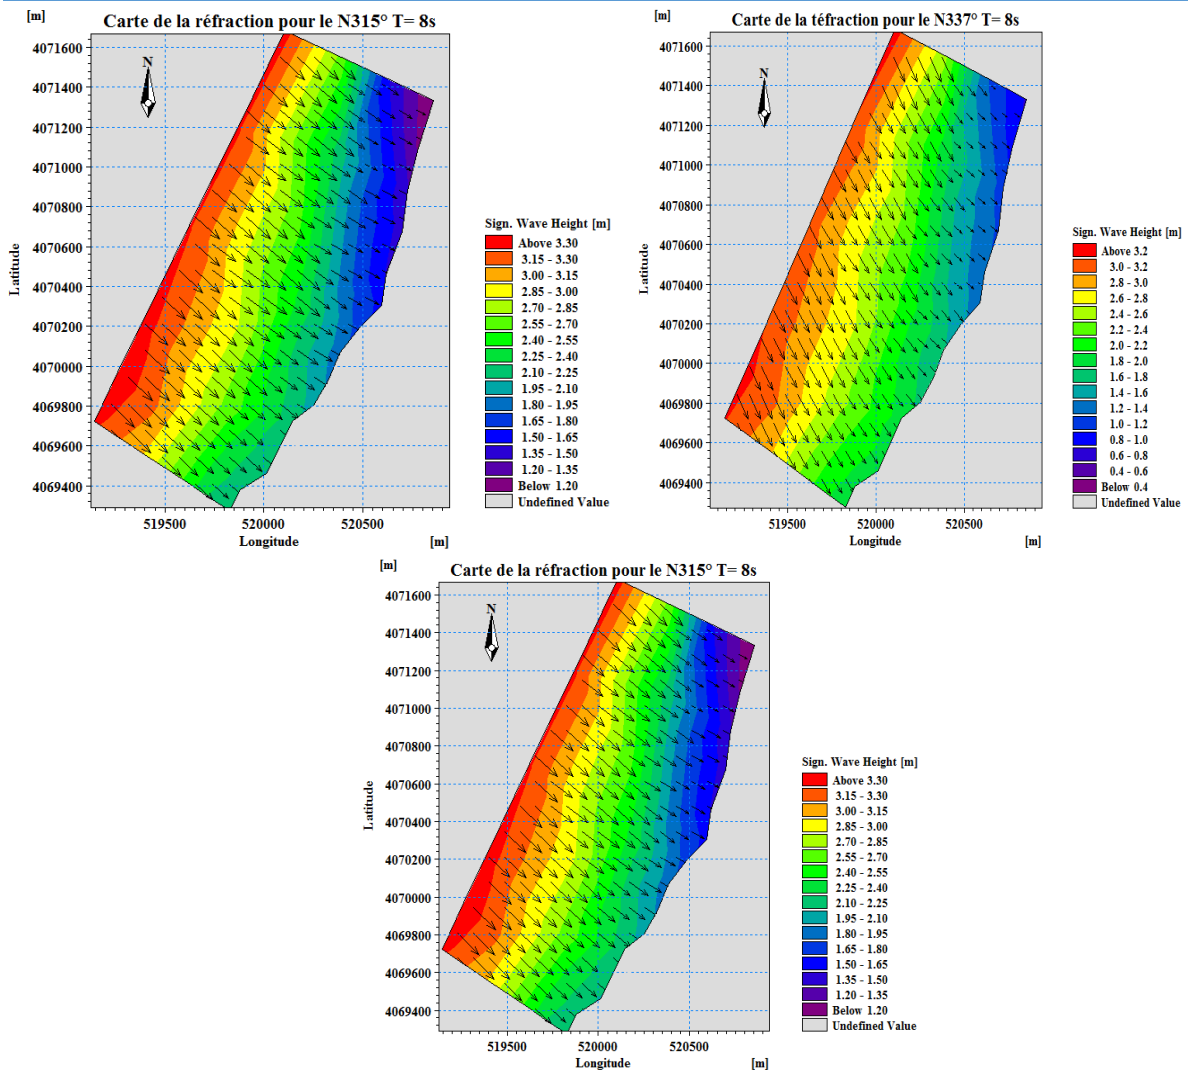 [m]
Carte de la réfraction pour le N315° T= 8s
4071600
4071400
4071200
4071000
4070800
4070600
4070400
4070200
4070000
4069800
4069600
4069400
Latitude
N
519500
520000
520500
Longitude
[m]
Sign. Wave Height [m]
Above 3.30
3.15 - 3.30
3.00 - 3.15
2.85 - 3.00
2.70 - 2.85
2.55 - 2.70
2.40 - 2.55
2.25 - 2.40
2.10 - 2.25
1.95 - 2.10
1.80 - 1.95
1.65 - 1.80
1.50 - 1.65
1.35 - 1.50
1.20 - 1.35
Below 1.20
Undefined Value
[m]
Carte de la téfraction pour le N337° T= 8s
4071600
4071400
4071200
4071000
4070800
4070600
4070400
4070200
4070000
4069800
4069600
4069400
Latitude
N
519500
520000
520500
Longitude
[m]
Sign. Wave Height [m]
Above 3.2
3.0 - 3.2
2.8 - 3.0
2.6 - 2.8
2.4 - 2.6
2.2 - 2.4
2.0 - 2.2
1.8 - 2.0
1.6 - 1.8
1.4 - 1.6
1.2 - 1.4
1.0 - 1.2
0.8 - 1.0
0.6 - 0.8
0.4 - 0.6
Below 0.4
Undefined Value
[m]
Carte de la réfraction pour le N315° T= 8s
4071600
4071400
4071200
4071000
4070800
4070600
4070400
4070200
4070000
4069800
4069600
4069400
Latitude
N
519500
520000
520500
Longitude
[m]
Sign. Wave Height [m]
Above 3.30
3.15 - 3.30
3.00 - 3.15
2.85 - 3.00
2.70 - 2.85
2.55 - 2.70
2.40 - 2.55
2.25 - 2.40
2.10 - 2.25
1.95 - 2.10
1.80 - 1.95
1.65 - 1.80
1.50 - 1.65
1.35 - 1.50
1.20 - 1.35
Below 1.20
Undefined Value